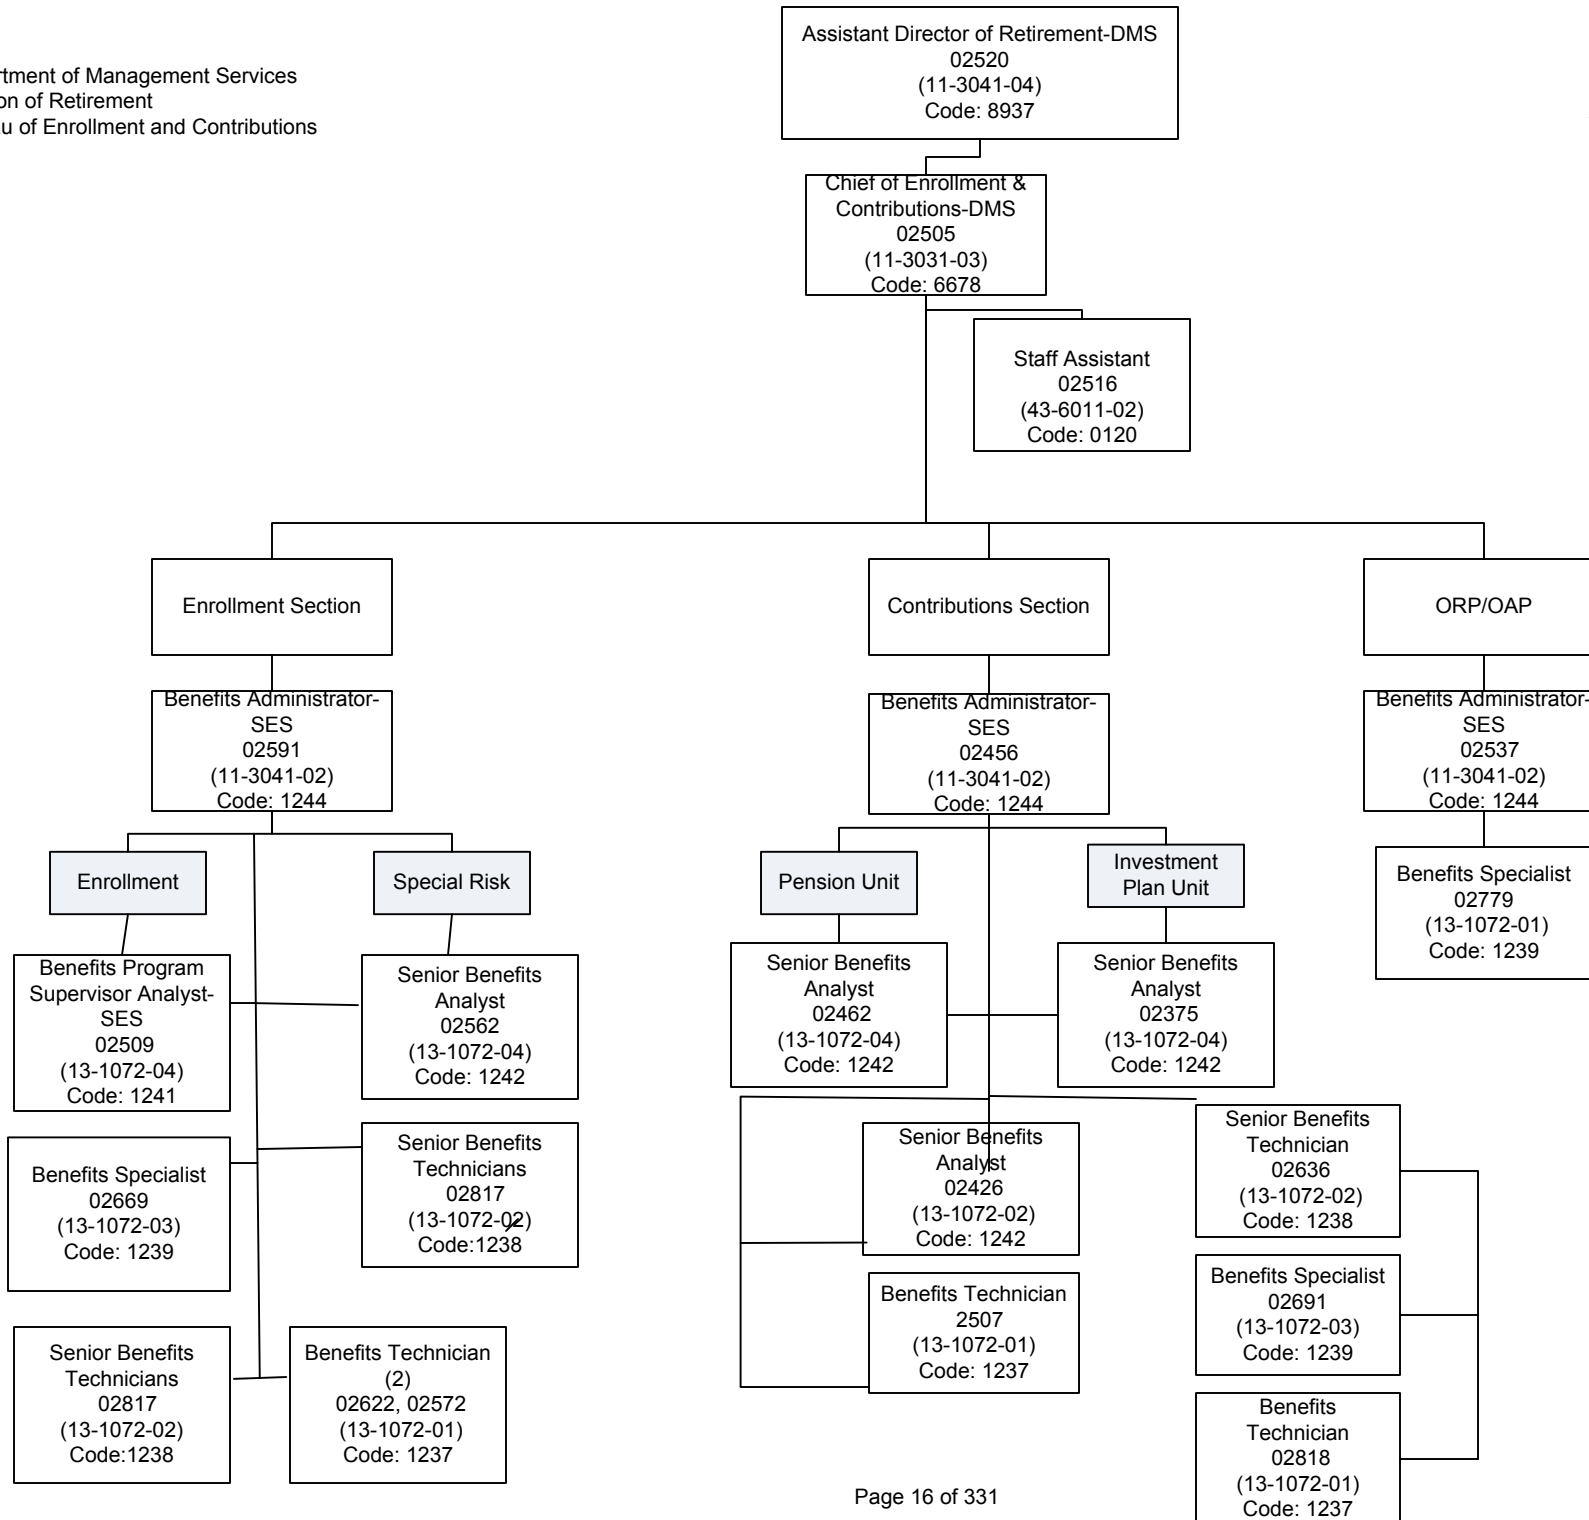 Assistant Director of Retirement-DMS
02520
(11-3041-04)
Code: 8937
rtment of Management Services
on of Retirement
u of Enrollment and Contributions
Chief of Enrollment &
Contributions-DMS
02505
(11-3031-03)
Code: 6678
Staff Assistant
02516
(43-6011-02)
Code: 0120
Enrollment Section
Contributions Section
ORP/OAP
Benefits Administrator-
SES
02591
(11-3041-02)
Code: 1244
Benefits Administrator-
SES
02456
(11-3041-02)
Code: 1244
Benefits Administrator-
SES
02537
(11-3041-02)
Code: 1244
Enrollment
Special Risk
Pension Unit
Investment
Plan Unit
Benefits Specialist
02779
(13-1072-01)
Code: 1239
Benefits Program
Supervisor Analyst-
SES
02509
(13-1072-04)
Code: 1241
Senior Benefits
Analyst
02562
(13-1072-04)
Code: 1242
Senior Benefits
Analyst
02462
(13-1072-04)
Code: 1242
Senior Benefits
Analyst
02375
(13-1072-04)
Code: 1242
Benefits Specialist
02669
(13-1072-03)
Code: 1239
Senior Benefits
Technicians
02817
(13-1072-02)
Code:1238
Senior Benefits
Analyst
02426
(13-1072-02)
Code: 1242
Senior Benefits
Technician
02636
(13-1072-02)
Code: 1238
Benefits Technician
2507
(13-1072-01)
Code: 1237
Benefits Specialist
02691
(13-1072-03)
Code: 1239
Senior Benefits
Technicians
02817
(13-1072-02)
Code:1238
Benefits Technician
(2)
02622, 02572
(13-1072-01)
Code: 1237
Benefits
Technician
02818
(13-1072-01)
Code: 1237
Page 16 of 331